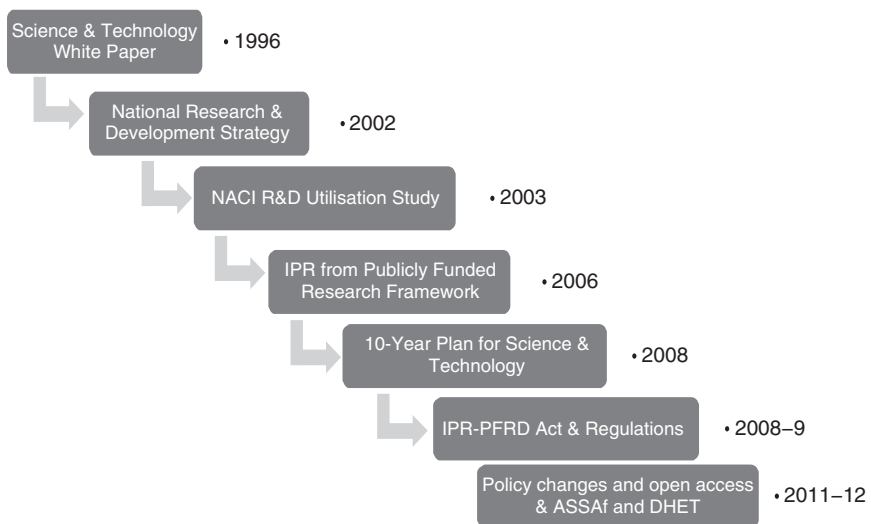 Science & Technology
White Paper
• 1996
National Research &
Development Strategy
• 2002
NACI R&D Utilisation Study
• 2003
IPR from Publicly Funded
Research Framework
• 2006
10-Year Plan for Science &
Technology
• 2008
IPR-PFRD Act & Regulations
• 2008–9
Policy changes and open access
& ASSAf and DHET
• 2011–12